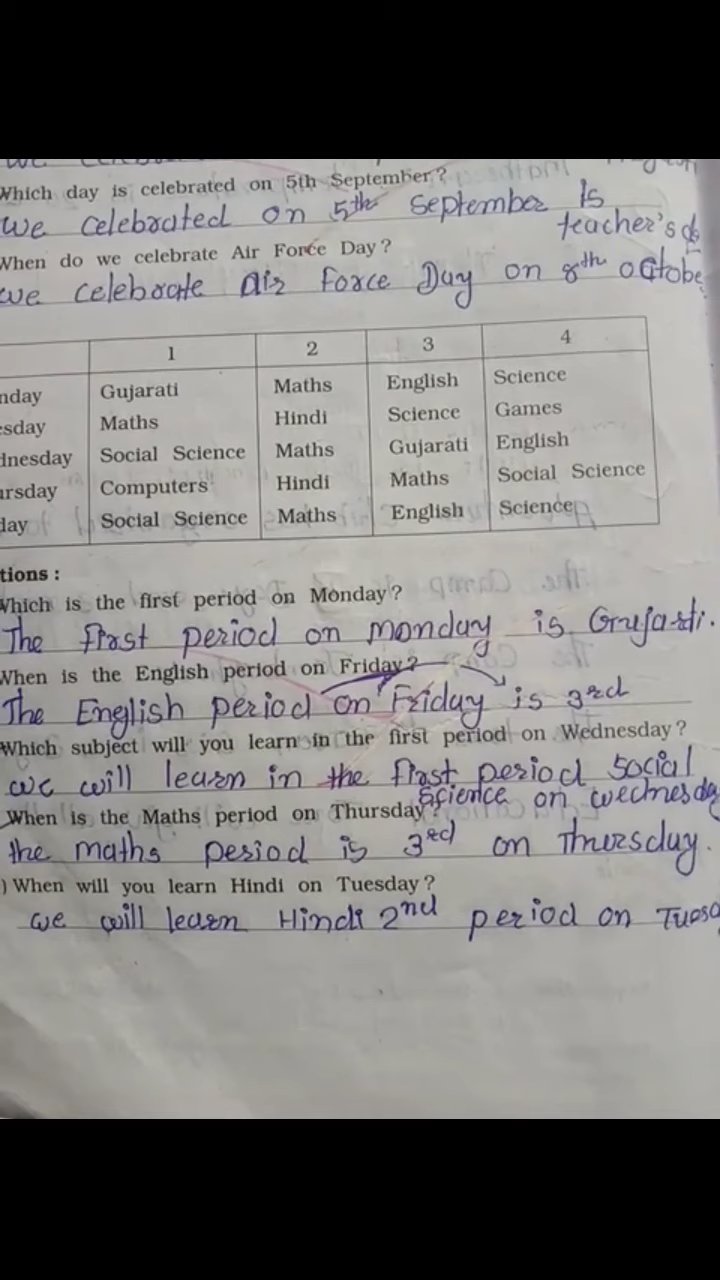 Which day is celebrated on 5th September?
We celebrated on 5th September is
teacher's
When do we celebrate Air Force Day?
we celebrate Air Force Day on 8th octobe
1 2 3 4
nday Gujarati Maths English Science
esday Maths Hindi Science Games
dnesday Social Science Maths Gujarati English
ursday Computers Hindi Maths Social Science
day Social Science Maths English Science
tions :
Which is the first period on Monday?
The first period on monday is Grujarti.
When is the English period on Friday?
The English period on Friday is 3rd
Which subject will you learn in the first period on Wednesday?
we will learn in the first period social
science on wednesday
When is the Maths period on Thursday?
the maths period is 3rd on thursday.
) When will you learn Hindi on Tuesday?
we will learn Hindi 2nd period on Tuesd